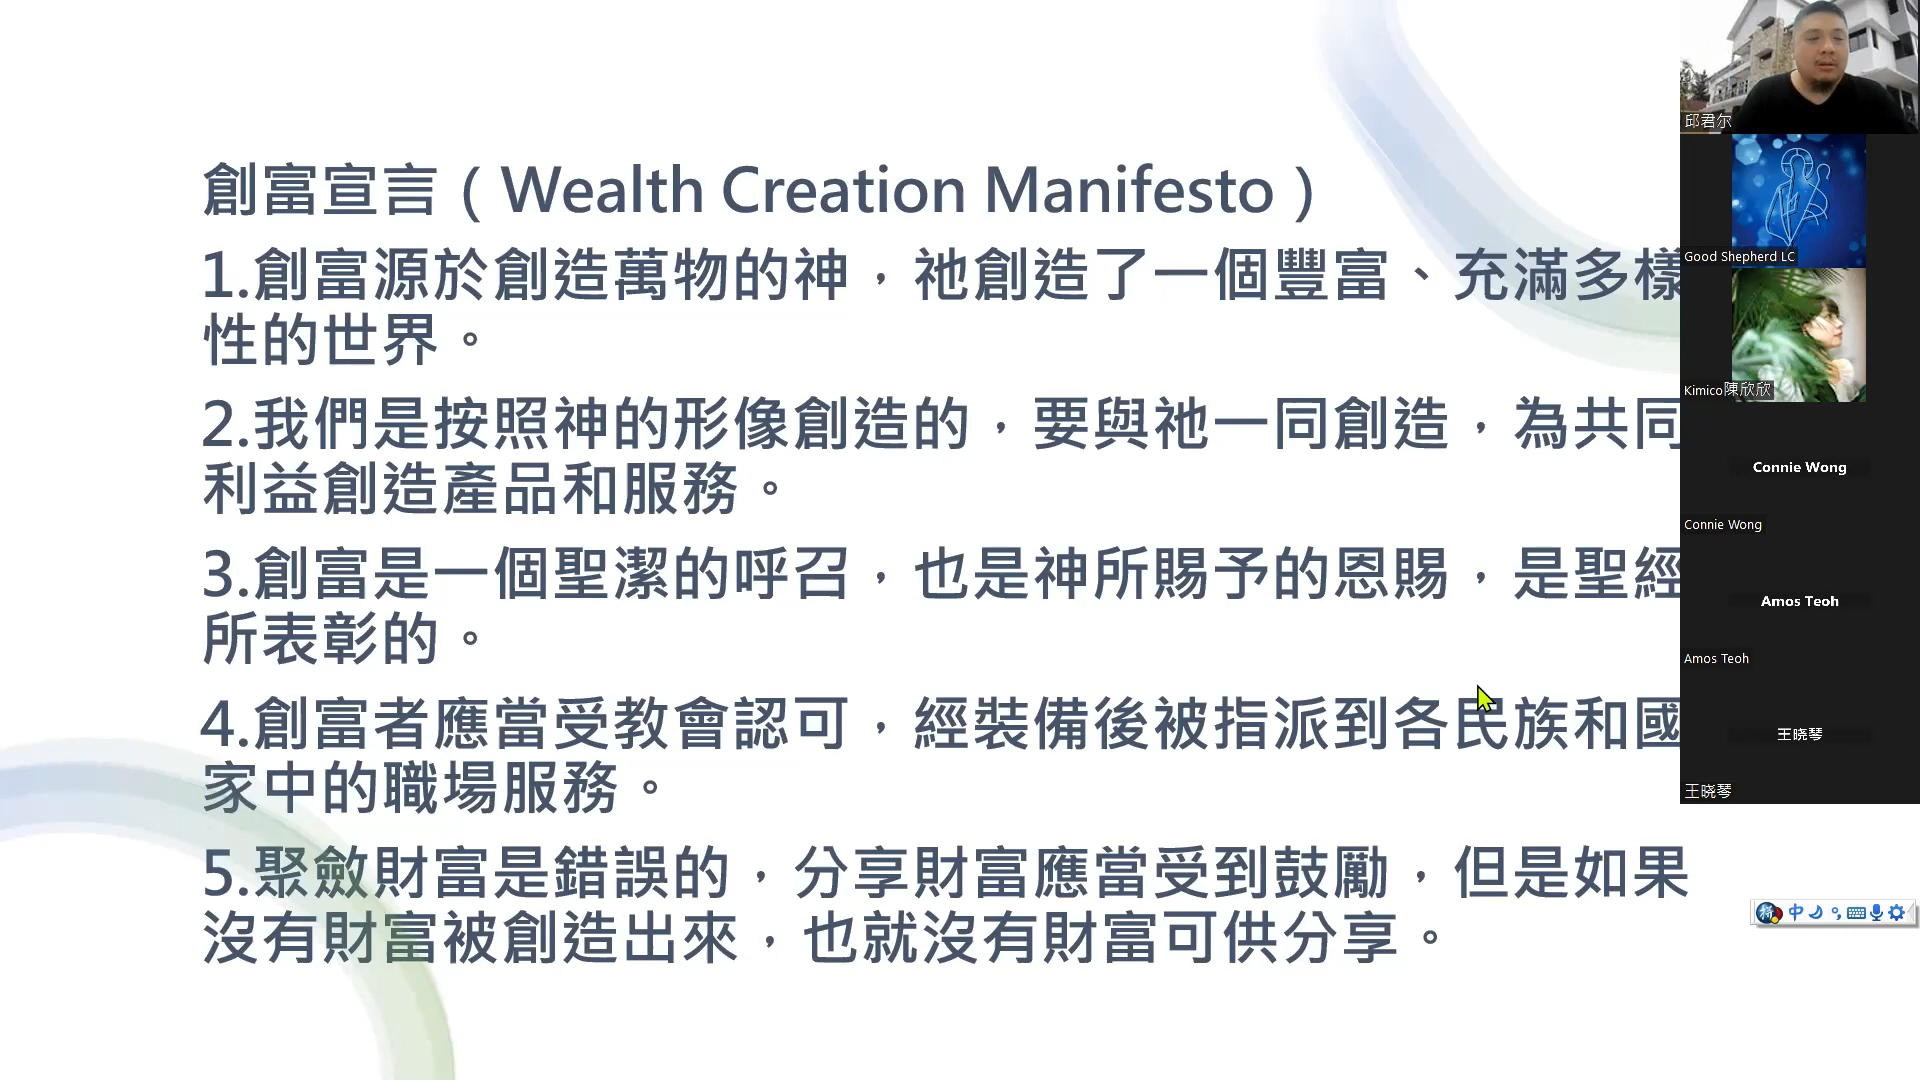 創富宣言（Wealth Creation Manifesto）
1.創富源於創造萬物的神，祂創造了一個豐富、充滿多樣
性的世界。
2.我們是按照神的形像創造的，要與祂一同創造，為共同
利益創造產品和服務。
3.創富是一個聖潔的呼召，也是神所賜予的恩賜，是聖經
所表彰的。
4.創富者應當受教會認可，經裝備後被指派到各民族和國
家中的職場服務。
5.聚斂財富是錯誤的，分享財富應當受到鼓勵，但是如果
沒有財富被創造出來，也就沒有財富可供分享。
邱君尔
Good Shepherd LC
Kimico陳欣欣
Connie Wong
Connie Wong
Amos Teoh
Amos Teoh
王晓琴
王晓琴
拼 中